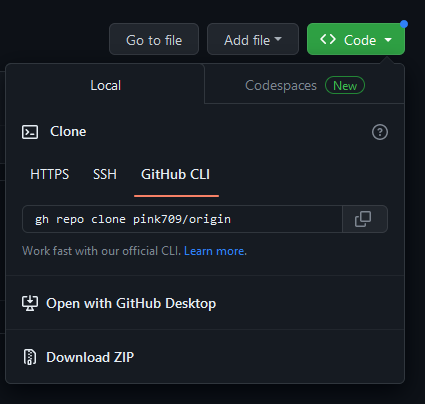 Go to file Add file <> Code
Local Codespaces New
Clone
HTTPS SSH GitHub CLI
gh repo clone pink709/origin
Work fast with our official CLI. Learn more.
Open with GitHub Desktop
Download ZIP